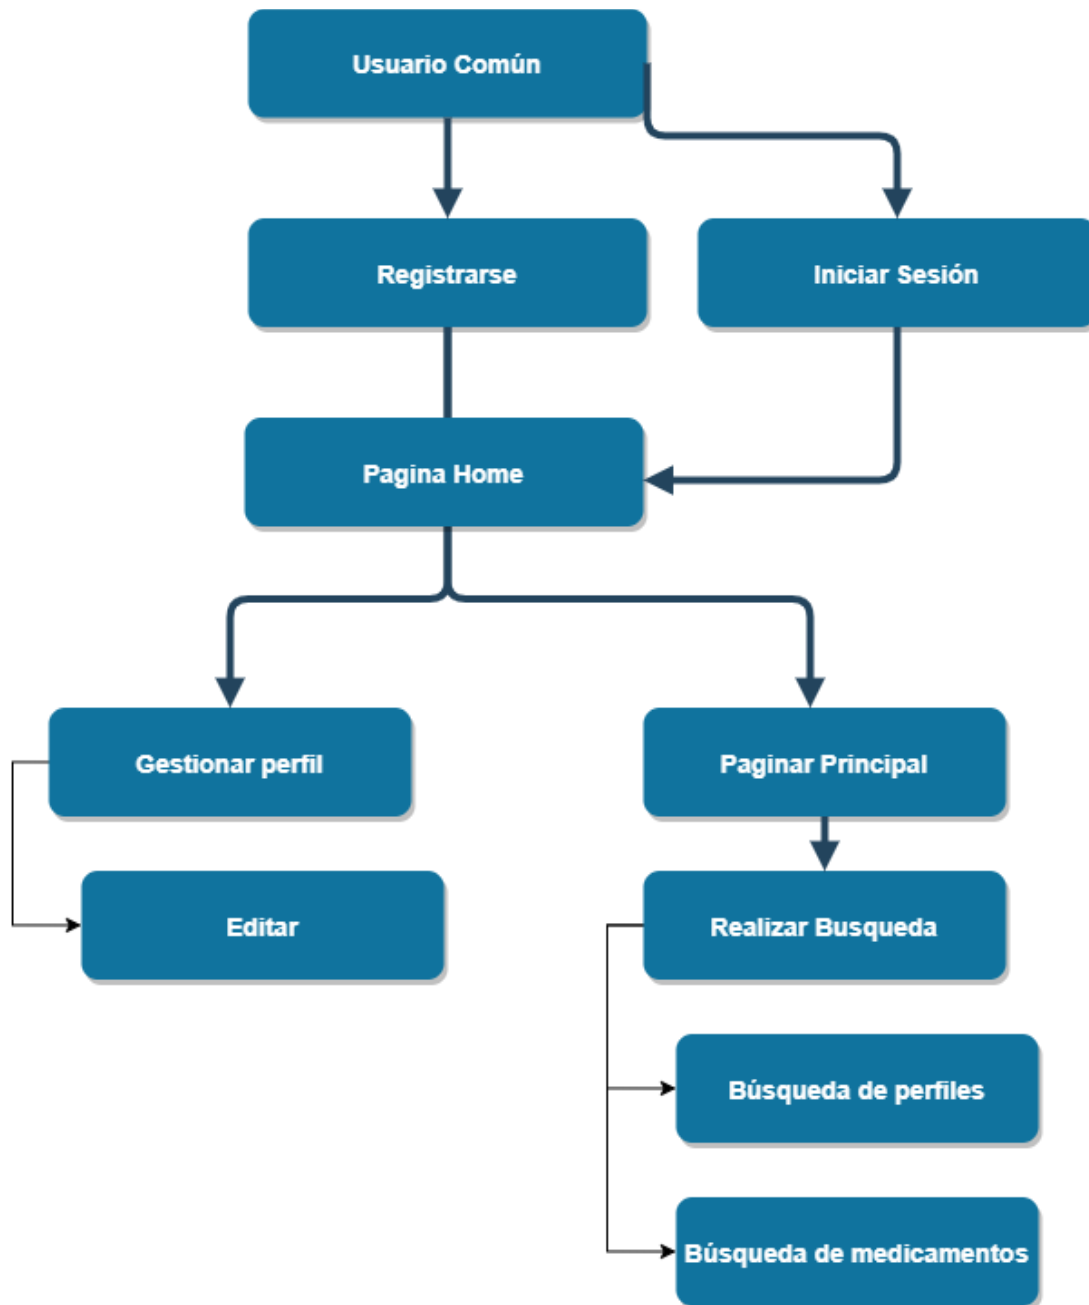 Usuario Común
Registrarse
Iniciar Sesión
Pagina Home
Gestionar perfil
Paginar Principal
Editar
Realizar Busqueda
Búsqueda de perfiles
Búsqueda de medicamentos